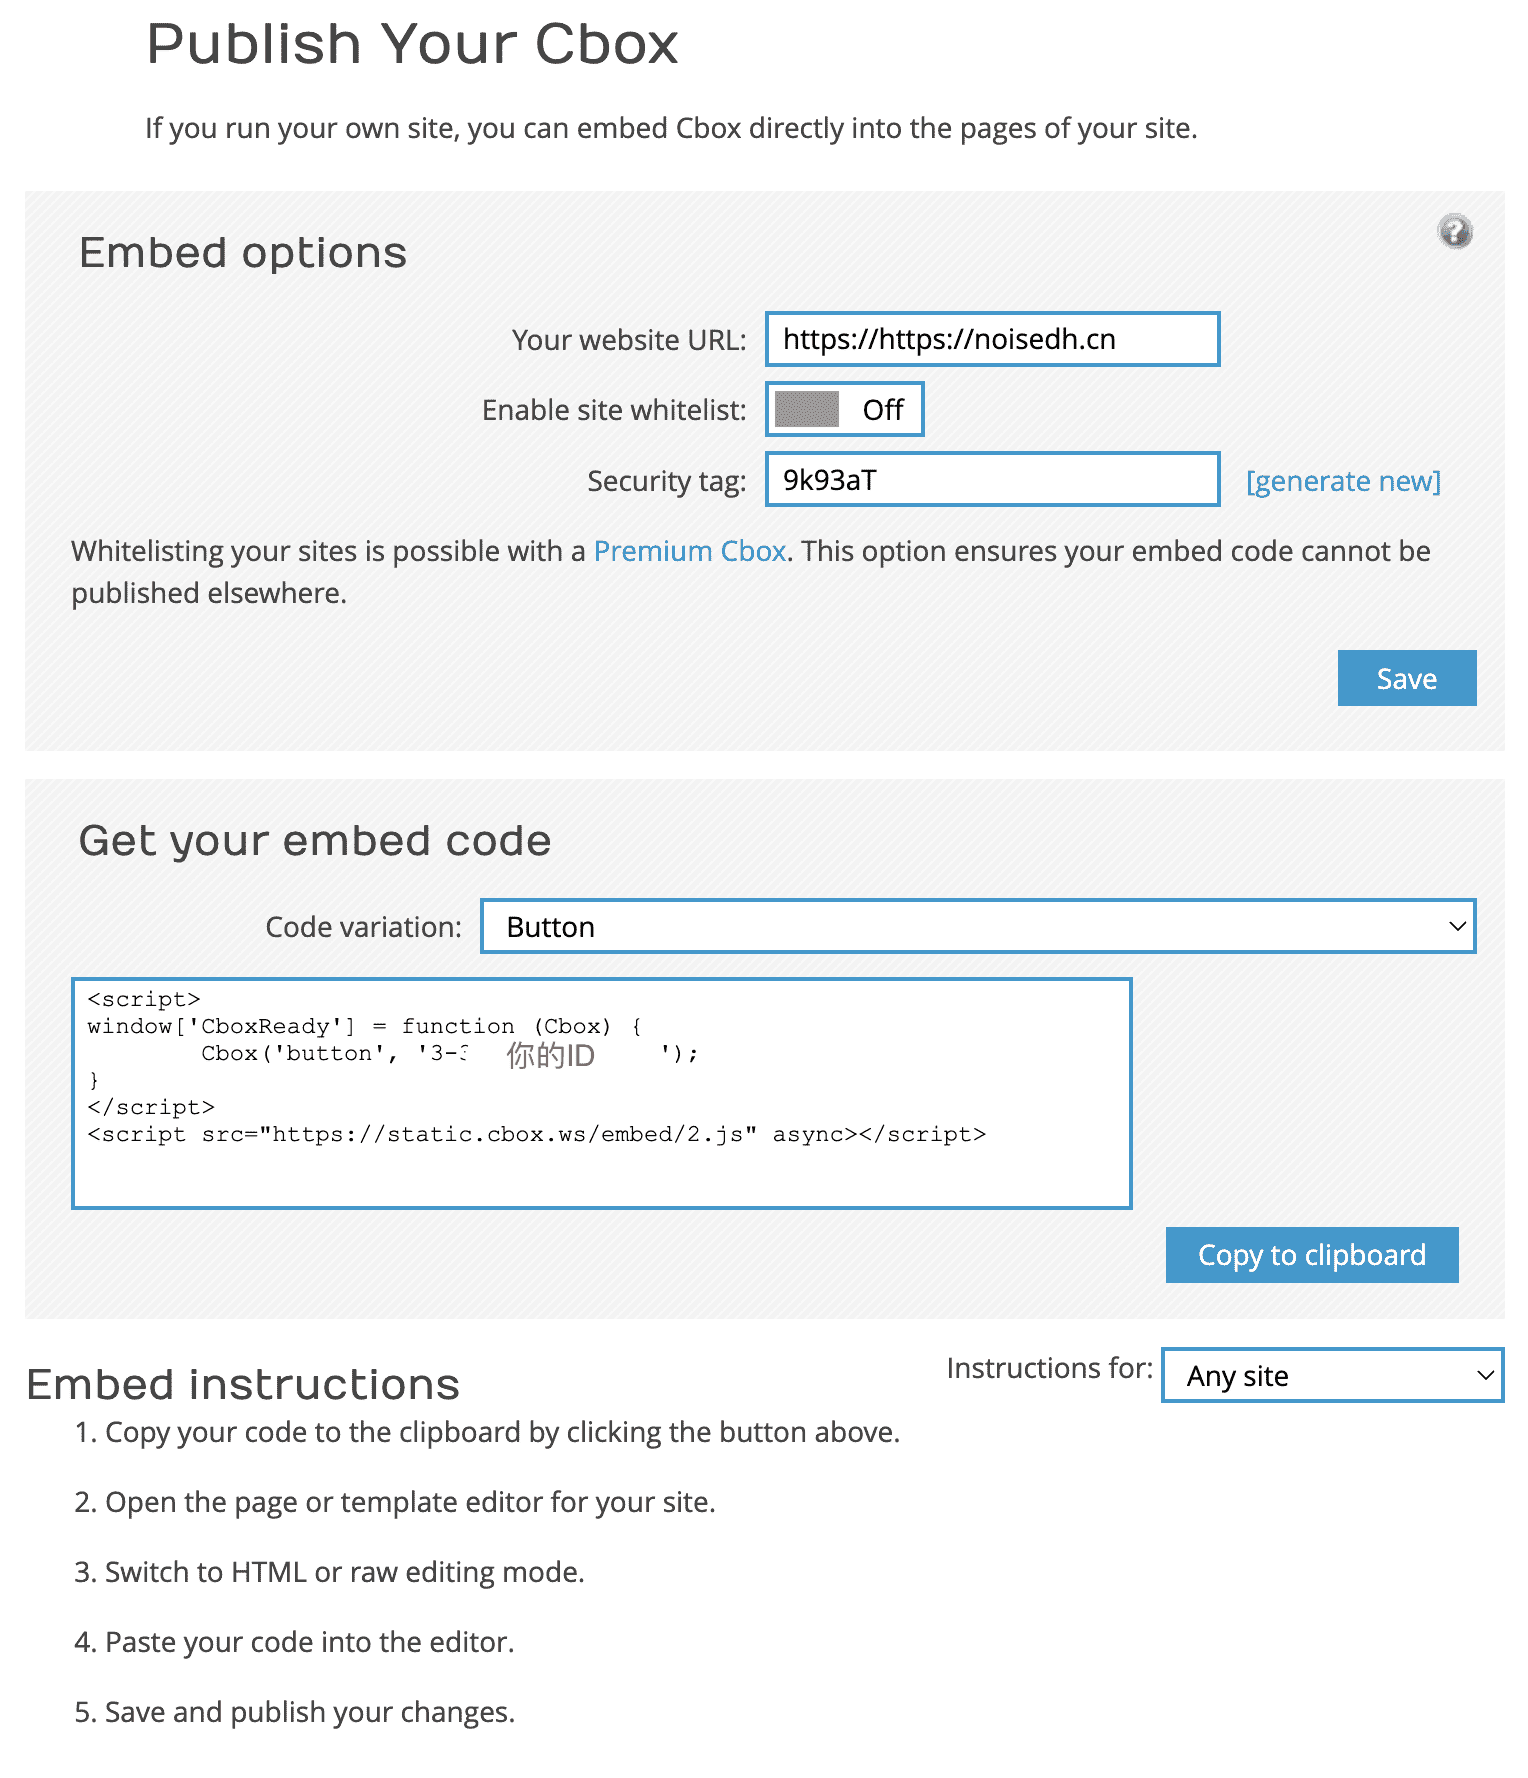 Publish Your Cbox
If you run your own site, you can embed Cbox directly into the pages of your site.
Embed options
?
Your website URL: https://https://noisedh.cn
Enable site whitelist: Off
Security tag: 9k93aT [generate new]
Whitelisting your sites is possible with a Premium Cbox. This option ensures your embed code cannot be
published elsewhere.
Save
Get your embed code
Code variation: Button
<script>
window['CboxReady'] = function (Cbox) {
Cbox('button', '3-3 你的ID ');
}
</script>
<script src="https://static.cbox.ws/embed/2.js" async></script>
Copy to clipboard
Embed instructions
Instructions for: Any site
1. Copy your code to the clipboard by clicking the button above.
2. Open the page or template editor for your site.
3. Switch to HTML or raw editing mode.
4. Paste your code into the editor.
5. Save and publish your changes.